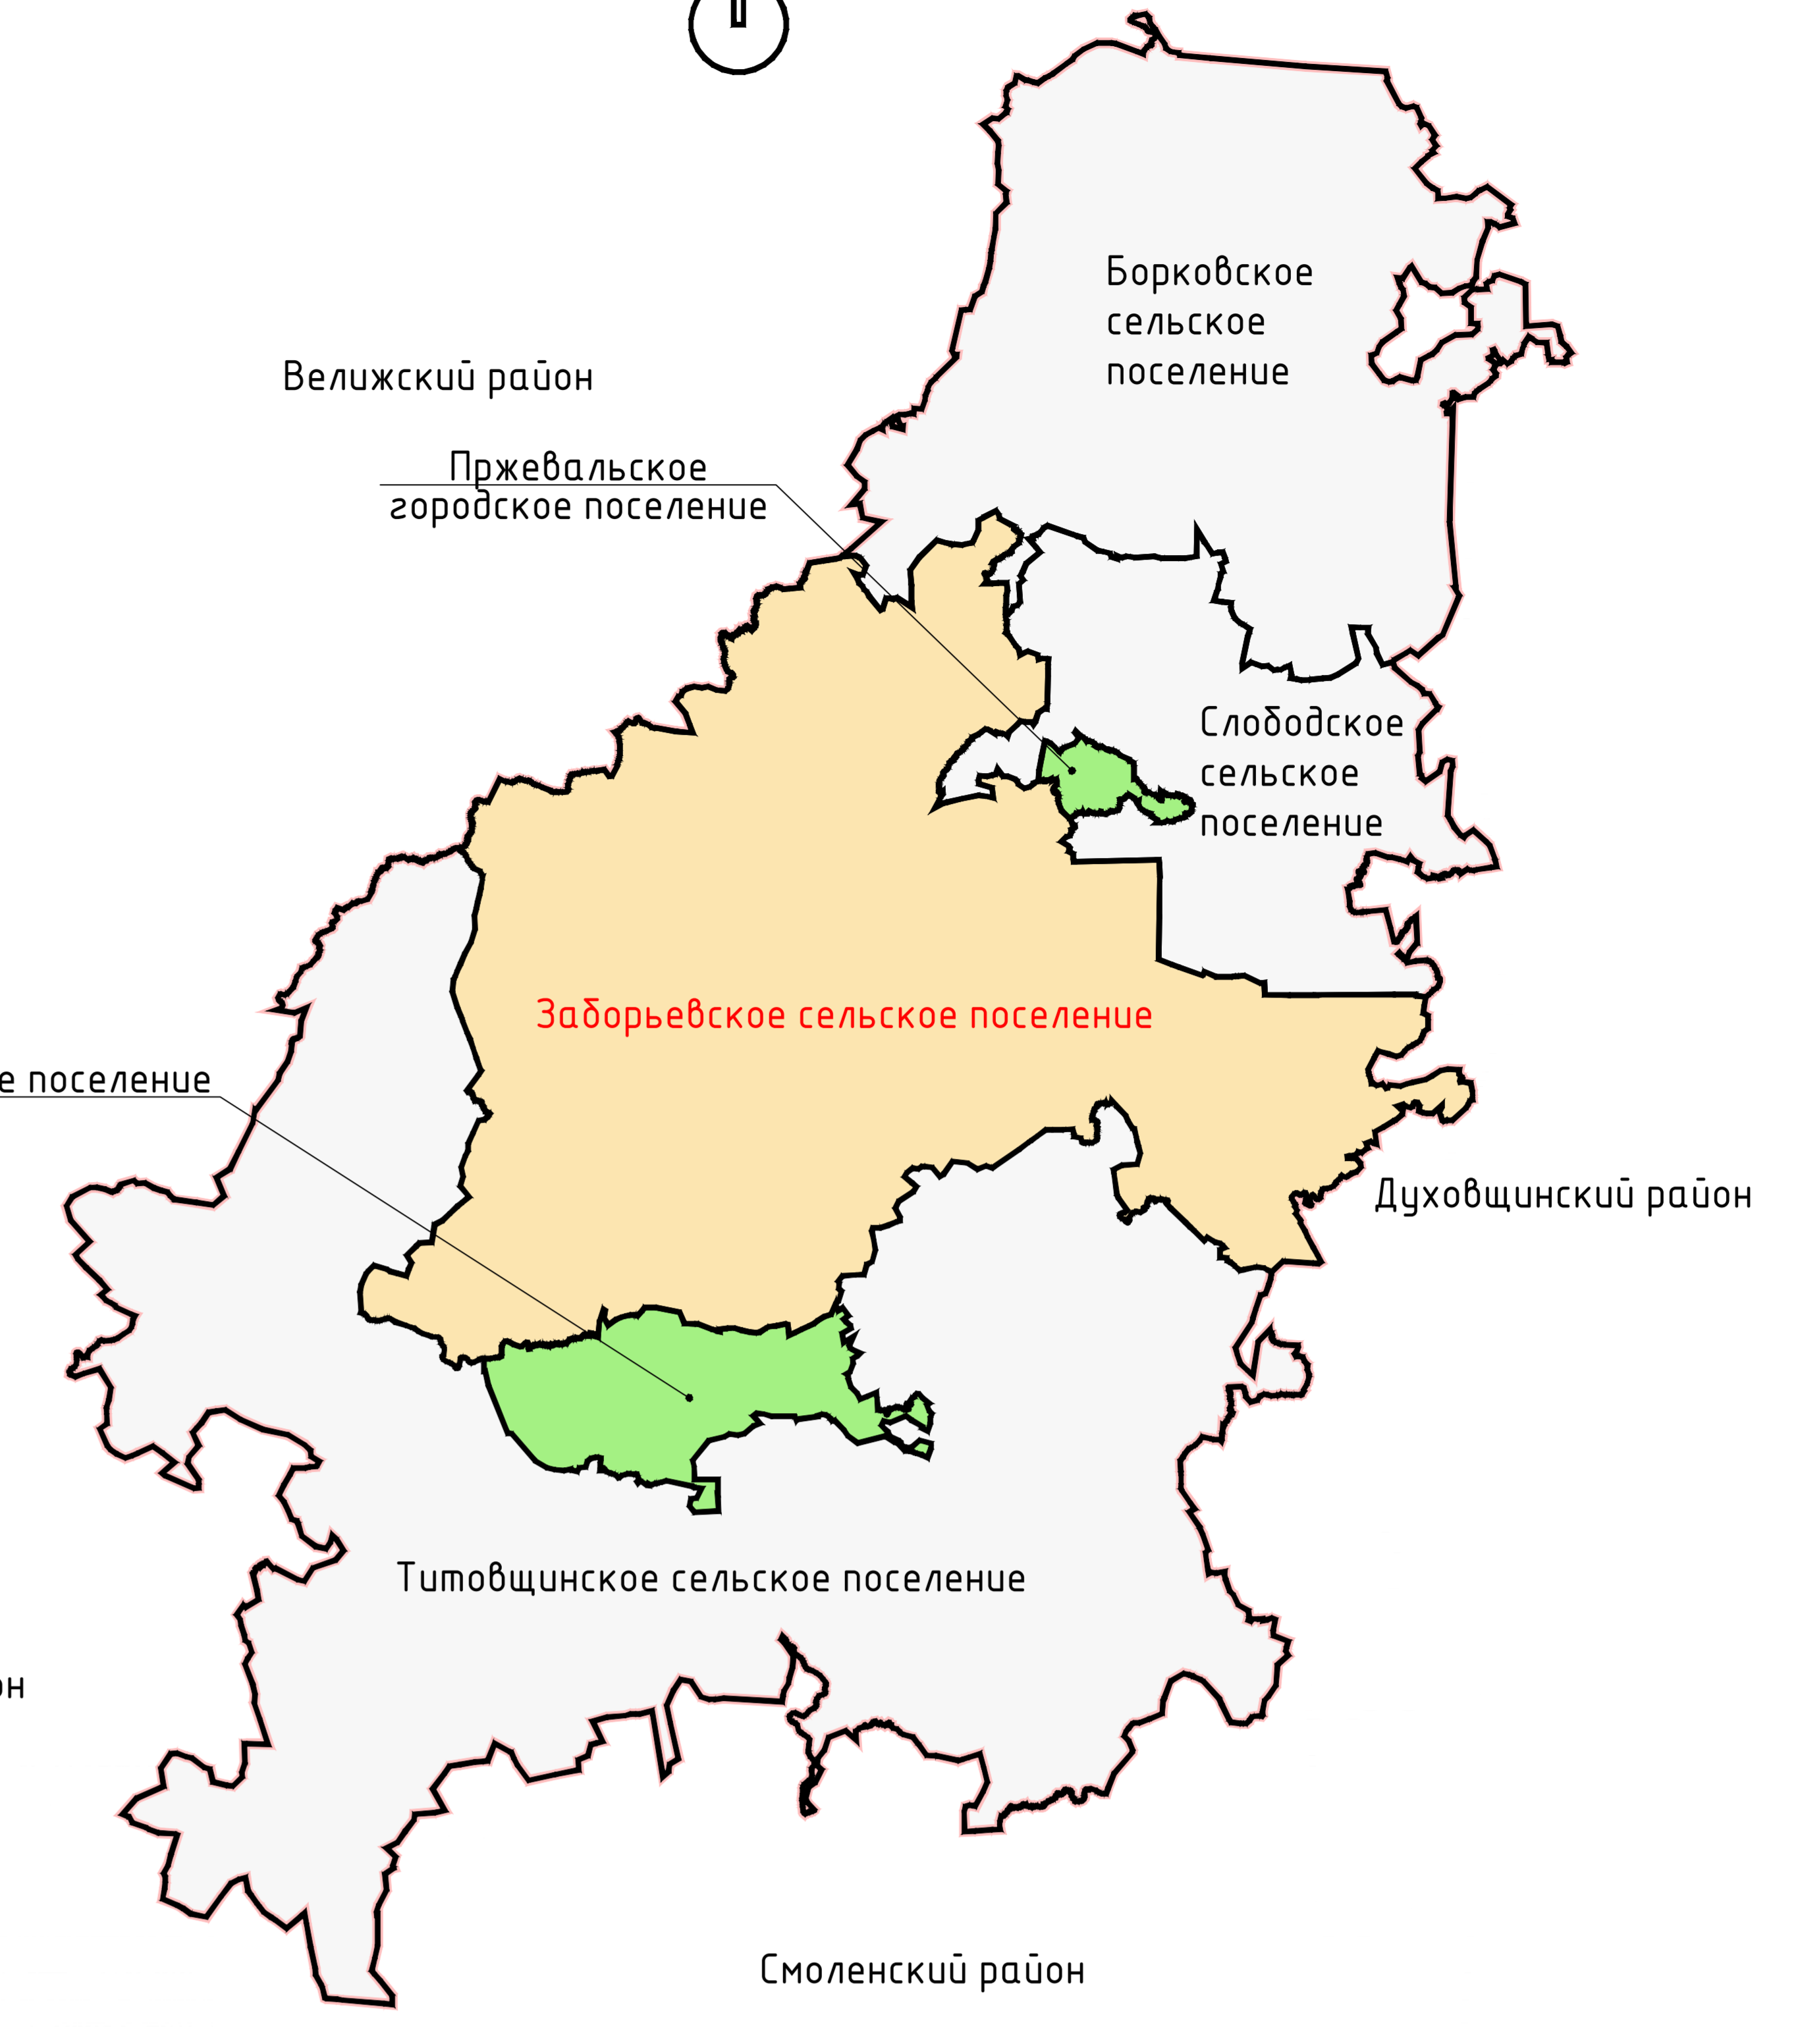 Борковское
сельское
поселение
Велижский район
Пржевальское
городское поселение
Слободское
сельское
поселение
Заборьевское сельское поселение
поселение
Духовщинский район
Титовщинское сельское поселение
Смоленский район